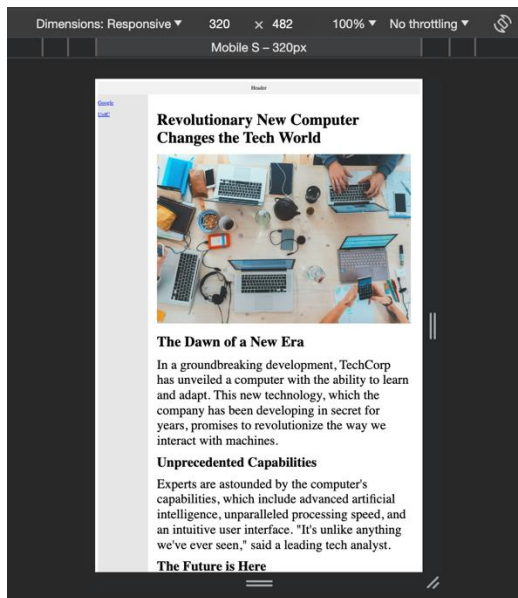 Dimensions: Responsive ▼ 320 × 482 100% ▼ No throttling ▼
Mobile S – 320px
Header
Google
Revolutionary New Computer
Changes the Tech World
The Dawn of a New Era
In a groundbreaking development, TechCorp
has unveiled a computer with the ability to learn
and adapt. This new technology, which the
company has been developing in secret for
years, promises to revolutionize the way we
interact with machines.
Unprecedented Capabilities
Experts are astounded by the computer's
capabilities, which include advanced artificial
intelligence, unparalleled processing speed, and
an intuitive user interface. "It's unlike anything
we've ever seen," said a leading tech analyst.
The Future is Here